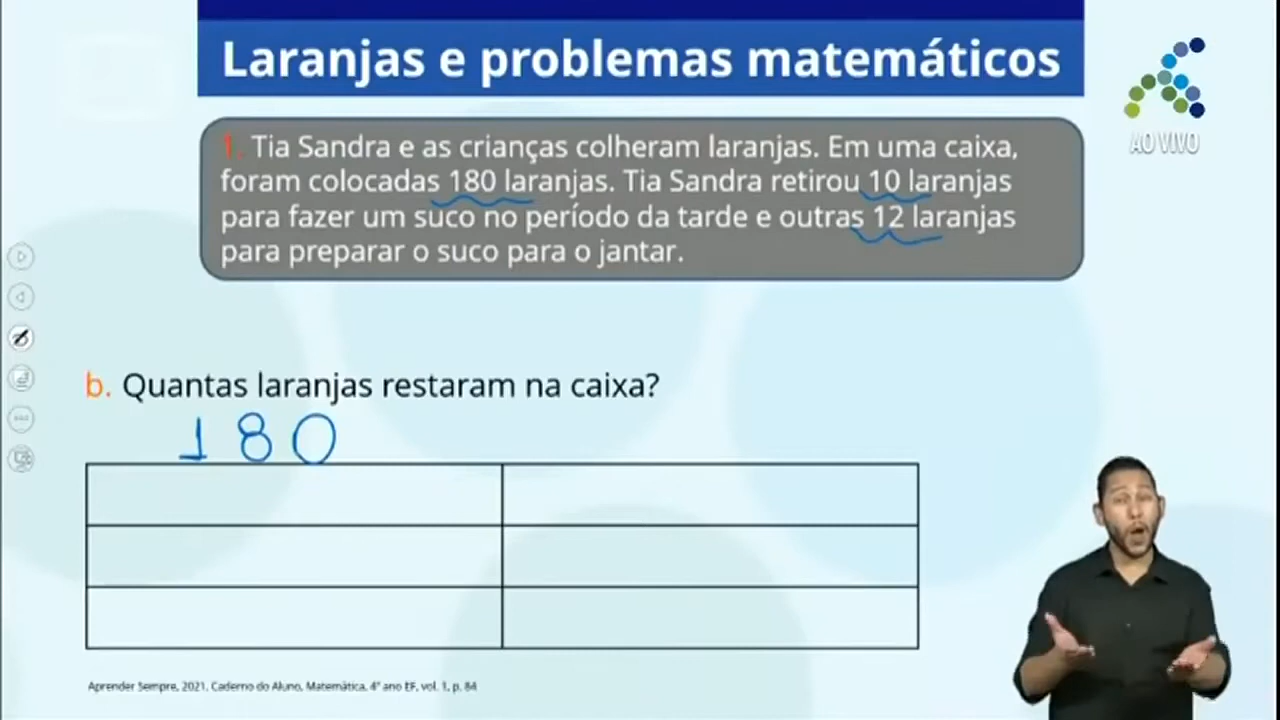 Laranjas e problemas matemáticos
AO VIVO
1. Tia Sandra e as crianças colheram laranjas. Em uma caixa,
foram colocadas 180 laranjas. Tia Sandra retirou 10 laranjas
para fazer um suco no período da tarde e outras 12 laranjas
para preparar o suco para o jantar.
b. Quantas laranjas restaram na caixa?
180
Aprender Sempre, 2021. Caderno do Aluno, Matemática, 4° ano EF, vol. 1, p. 84